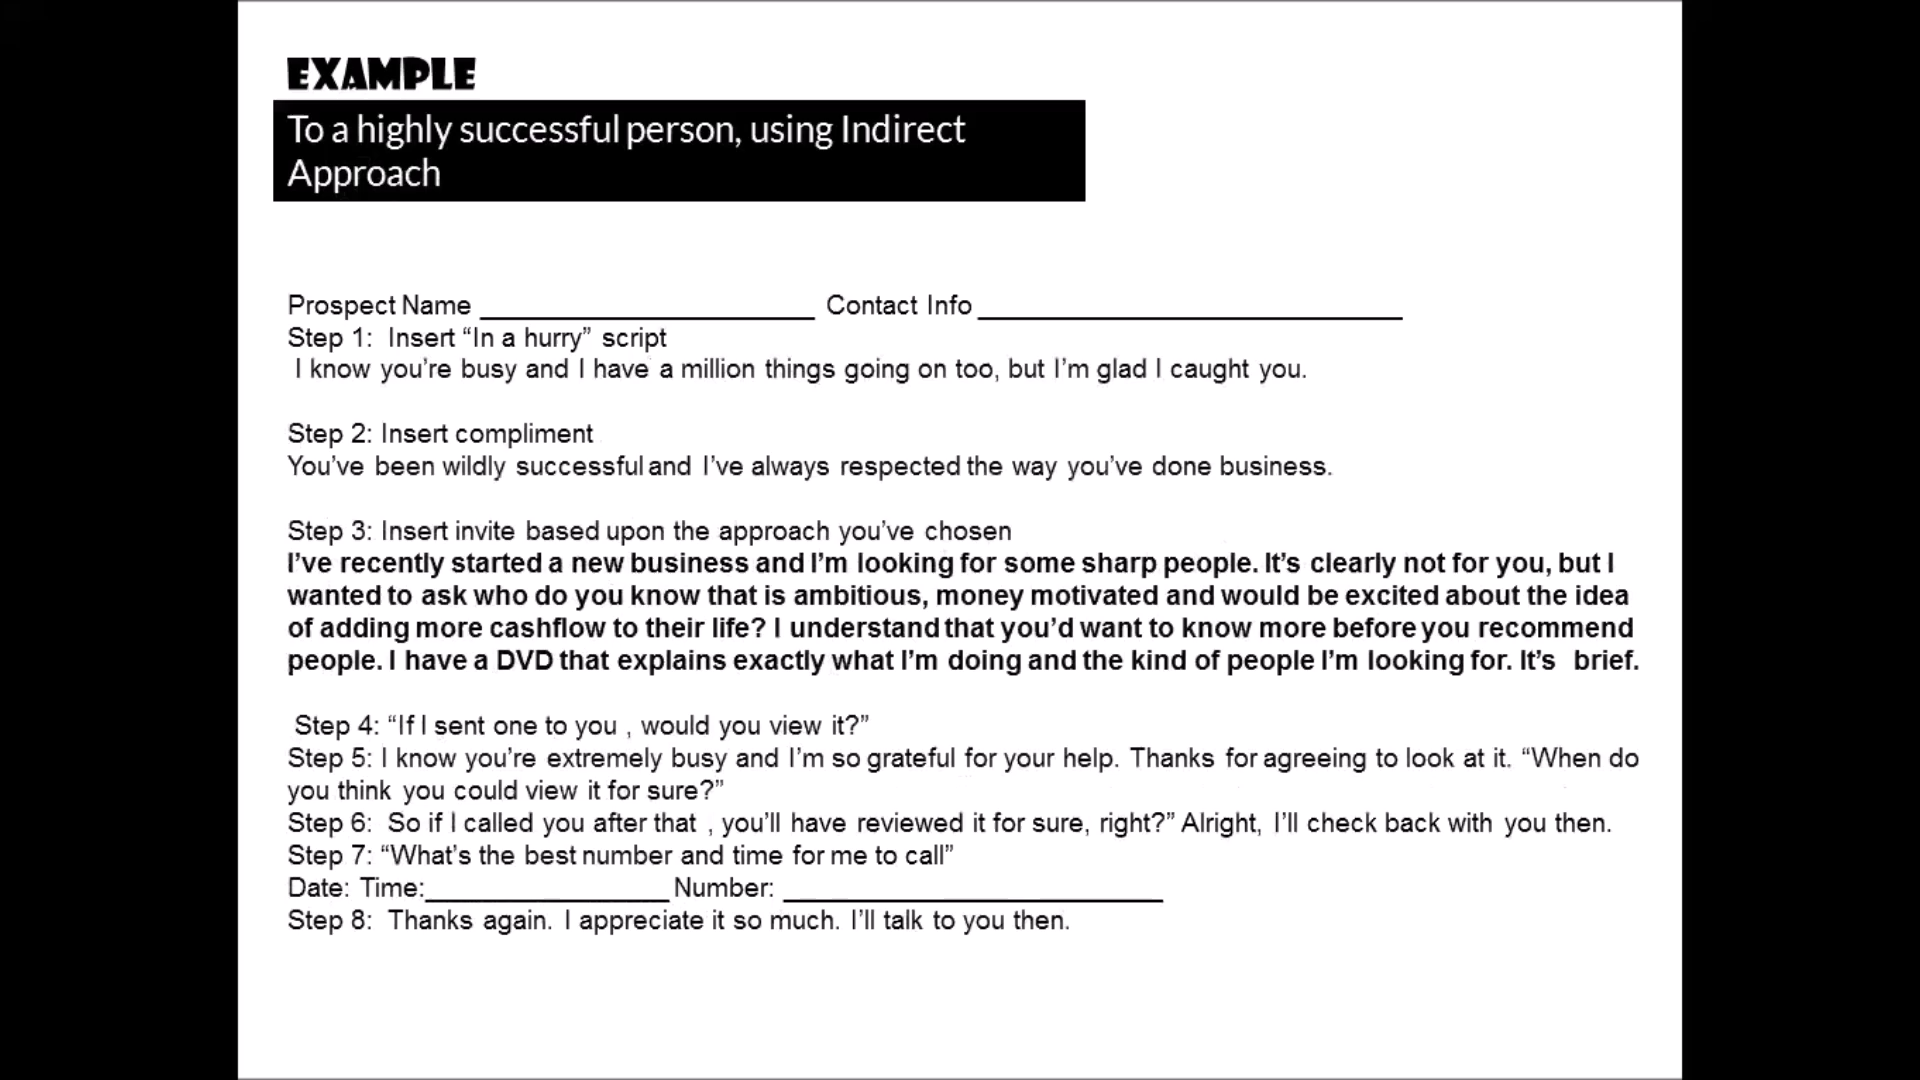 EXAMPLE
To a highly successful person, using Indirect
Approach
Prospect Name ________________________ Contact Info ____________________________
Step 1: Insert “In a hurry” script
I know you’re busy and I have a million things going on too, but I’m glad I caught you.
Step 2: Insert compliment
You’ve been wildly successful and I’ve always respected the way you’ve done business.
Step 3: Insert invite based upon the approach you’ve chosen
I’ve recently started a new business and I’m looking for some sharp people. It’s clearly not for you, but I
wanted to ask who do you know that is ambitious, money motivated and would be excited about the idea
of adding more cashflow to their life? I understand that you’d want to know more before you recommend
people. I have a DVD that explains exactly what I’m doing and the kind of people I’m looking for. It’s brief.
Step 4: “If I sent one to you , would you view it?”
Step 5: I know you’re extremely busy and I’m so grateful for your help. Thanks for agreeing to look at it. “When do
you think you could view it for sure?”
Step 6: So if I called you after that , you’ll have reviewed it for sure, right?” Alright, I’ll check back with you then.
Step 7: “What’s the best number and time for me to call”
Date: Time:________________ Number: _________________________
Step 8: Thanks again. I appreciate it so much. I’ll talk to you then.